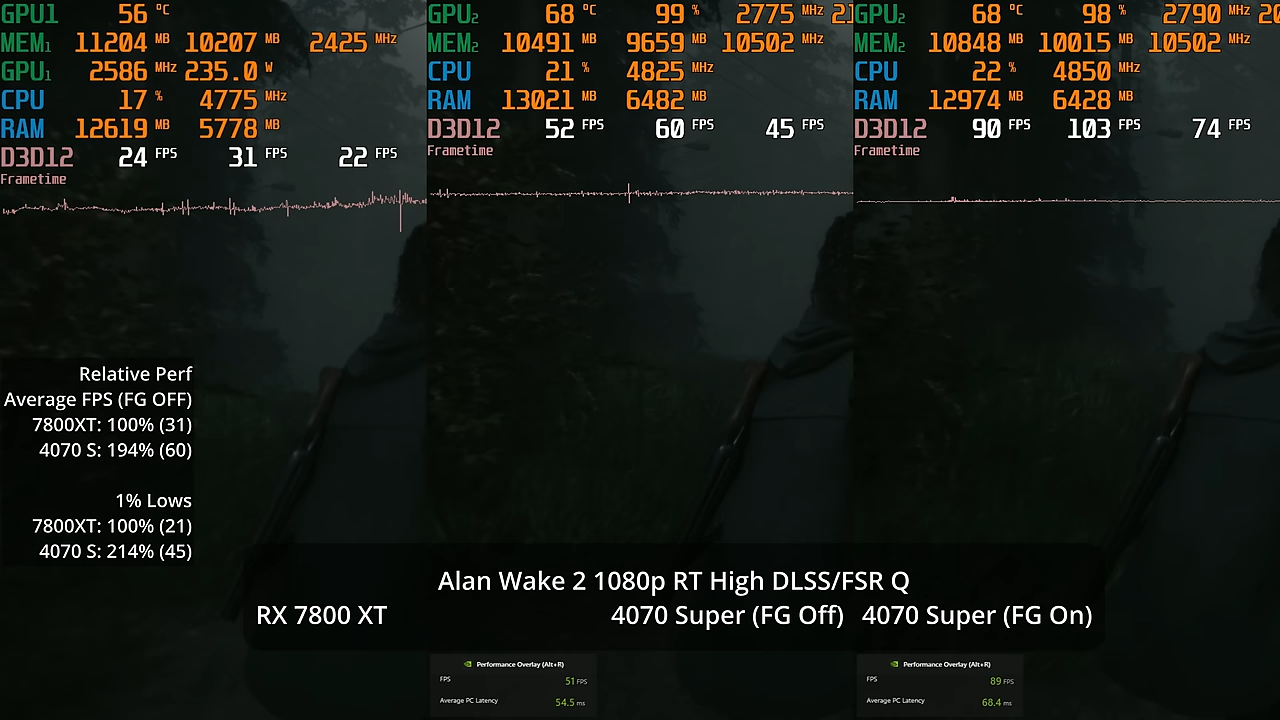 GPU1 56 °C
MEM1 11204 MB 10207 MB 2425 MHz
GPU1 2586 MHz 235.0 W
CPU 17 % 4775 MHz
RAM 12619 MB 5778 MB
D3D12 24 FPS 31 FPS 22 FPS
Frametime
GPU2 68 °C 99 % 2775 MHz 21
MEM2 10491 MB 9659 MB 10502 MHz
CPU 21 % 4825 MHz
RAM 13021 MB 6482 MB
D3D12 52 FPS 60 FPS 45 FPS
Frametime
GPU2 68 °C 98 % 2790 MHz 20
MEM2 10848 MB 10015 MB 10502 MHz
CPU 22 % 4850 MHz
RAM 12974 MB 6428 MB
D3D12 90 FPS 103 FPS 74 FPS
Frametime
Relative Perf
Average FPS (FG OFF)
7800XT: 100% (31)
4070 S: 194% (60)
1% Lows
7800XT: 100% (21)
4070 S: 214% (45)
Alan Wake 2 1080p RT High DLSS/FSR Q
RX 7800 XT 4070 Super (FG Off) 4070 Super (FG On)
Performance Overlay (Alt+R)
FPS 51 FPS
Average PC Latency 54.5 ms
Performance Overlay (Alt+R)
FPS 89 FPS
Average PC Latency 68.4 ms